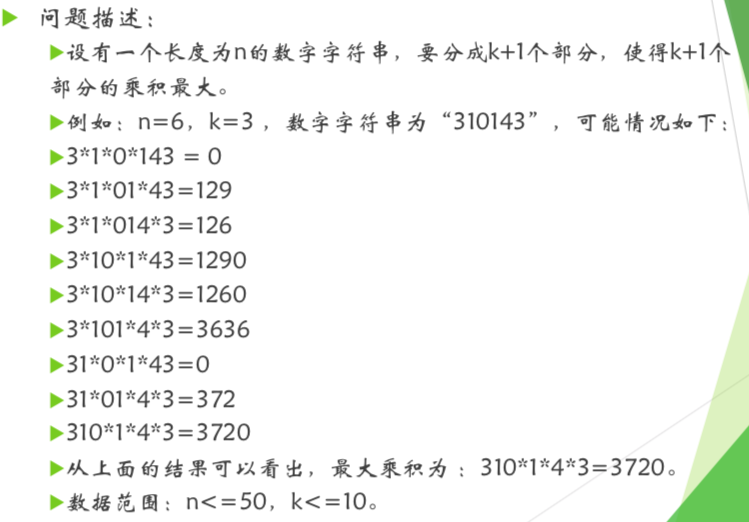 问题描述：
设有一个长度为n的数字字符串，要分成k+1个部分，使得k+1个
部分的乘积最大。
例如：n=6，k=3 ，数字字符串为“310143”，可能情况如下：
3*1*0*143 = 0
3*1*01*43=129
3*1*014*3=126
3*10*1*43=1290
3*10*14*3=1260
3*101*4*3=3636
31*0*1*43=0
31*01*4*3=372
310*1*4*3=3720
从上面的结果可以看出，最大乘积为：310*1*4*3=3720。
数据范围：n<=50，k<=10。